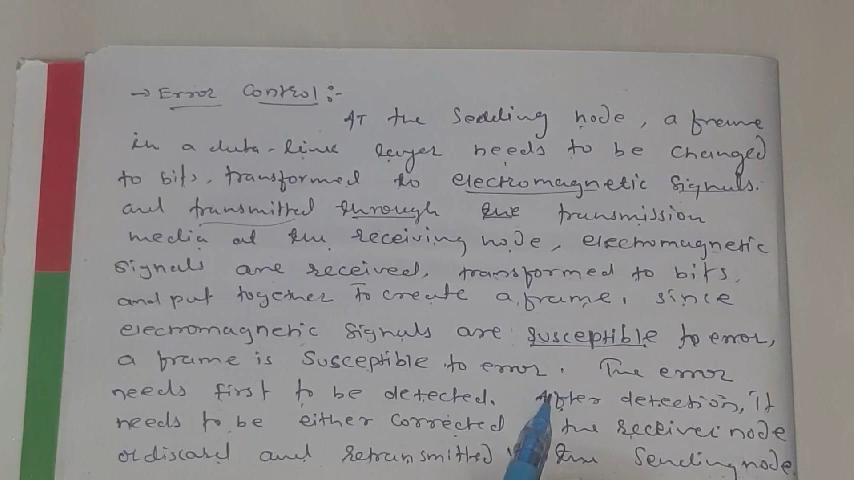 → Error Control :-
At the Sedding node, a freme
in a data-link layer needs to be changed
to bits, transformed to electromagnetic signals.
and transmitted through the transmission
media at the receiving node, electromagnetic
signals are received, transformed to bits,
and put together to create a frame. since
electromagnetic signals are susceptible to error,
a frame is susceptible to error. The error
needs first to be detected. After detection, it
needs to be either corrected the receiver node
or discard and retransmitted the Sending node.